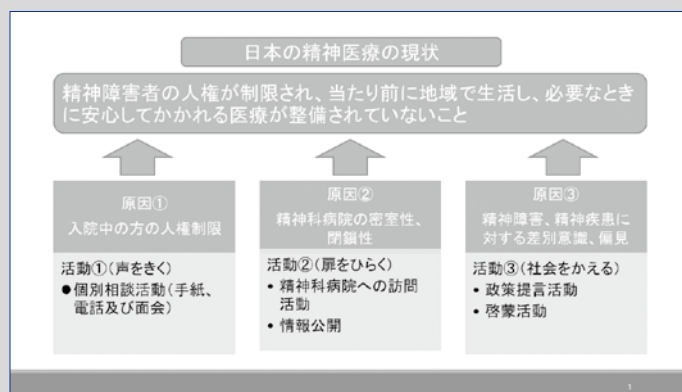 日本の精神医療の現状
精神障害者の人権が制限され、当たり前に地域で生活し、必要なとき
に安心してかかれる医療が整備されていないこと
原因①
入院中の方の人権制限
活動①(声をきく)
●個別相談活動(手紙、
電話及び面会)
原因②
精神科病院の密室性、
閉鎖性
活動②(扉をひらく)
• 精神科病院への訪問
活動
• 情報公開
原因③
精神障害、精神疾患に
対する差別意識、偏見
活動③(社会をかえる)
• 政策提言活動
• 啓蒙活動
1